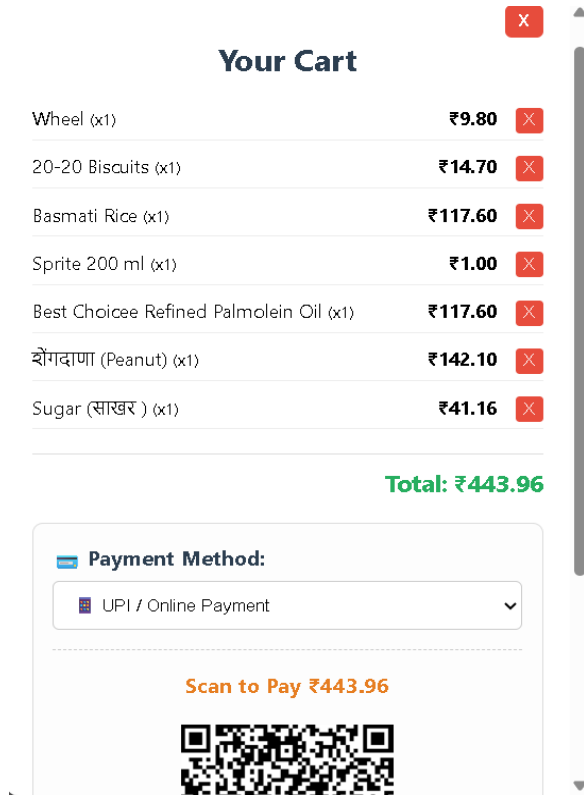 X
Your Cart
Wheel (x1) ₹9.80 X
20-20 Biscuits (x1) ₹14.70 X
Basmati Rice (x1) ₹117.60 X
Sprite 200 ml (x1) ₹1.00 X
Best Choicee Refined Palmolein Oil (x1) ₹117.60 X
शेंगदाणा (Peanut) (x1) ₹142.10 X
Sugar (साखर ) (x1) ₹41.16 X
Total: ₹443.96
Payment Method:
UPI / Online Payment
Scan to Pay ₹443.96